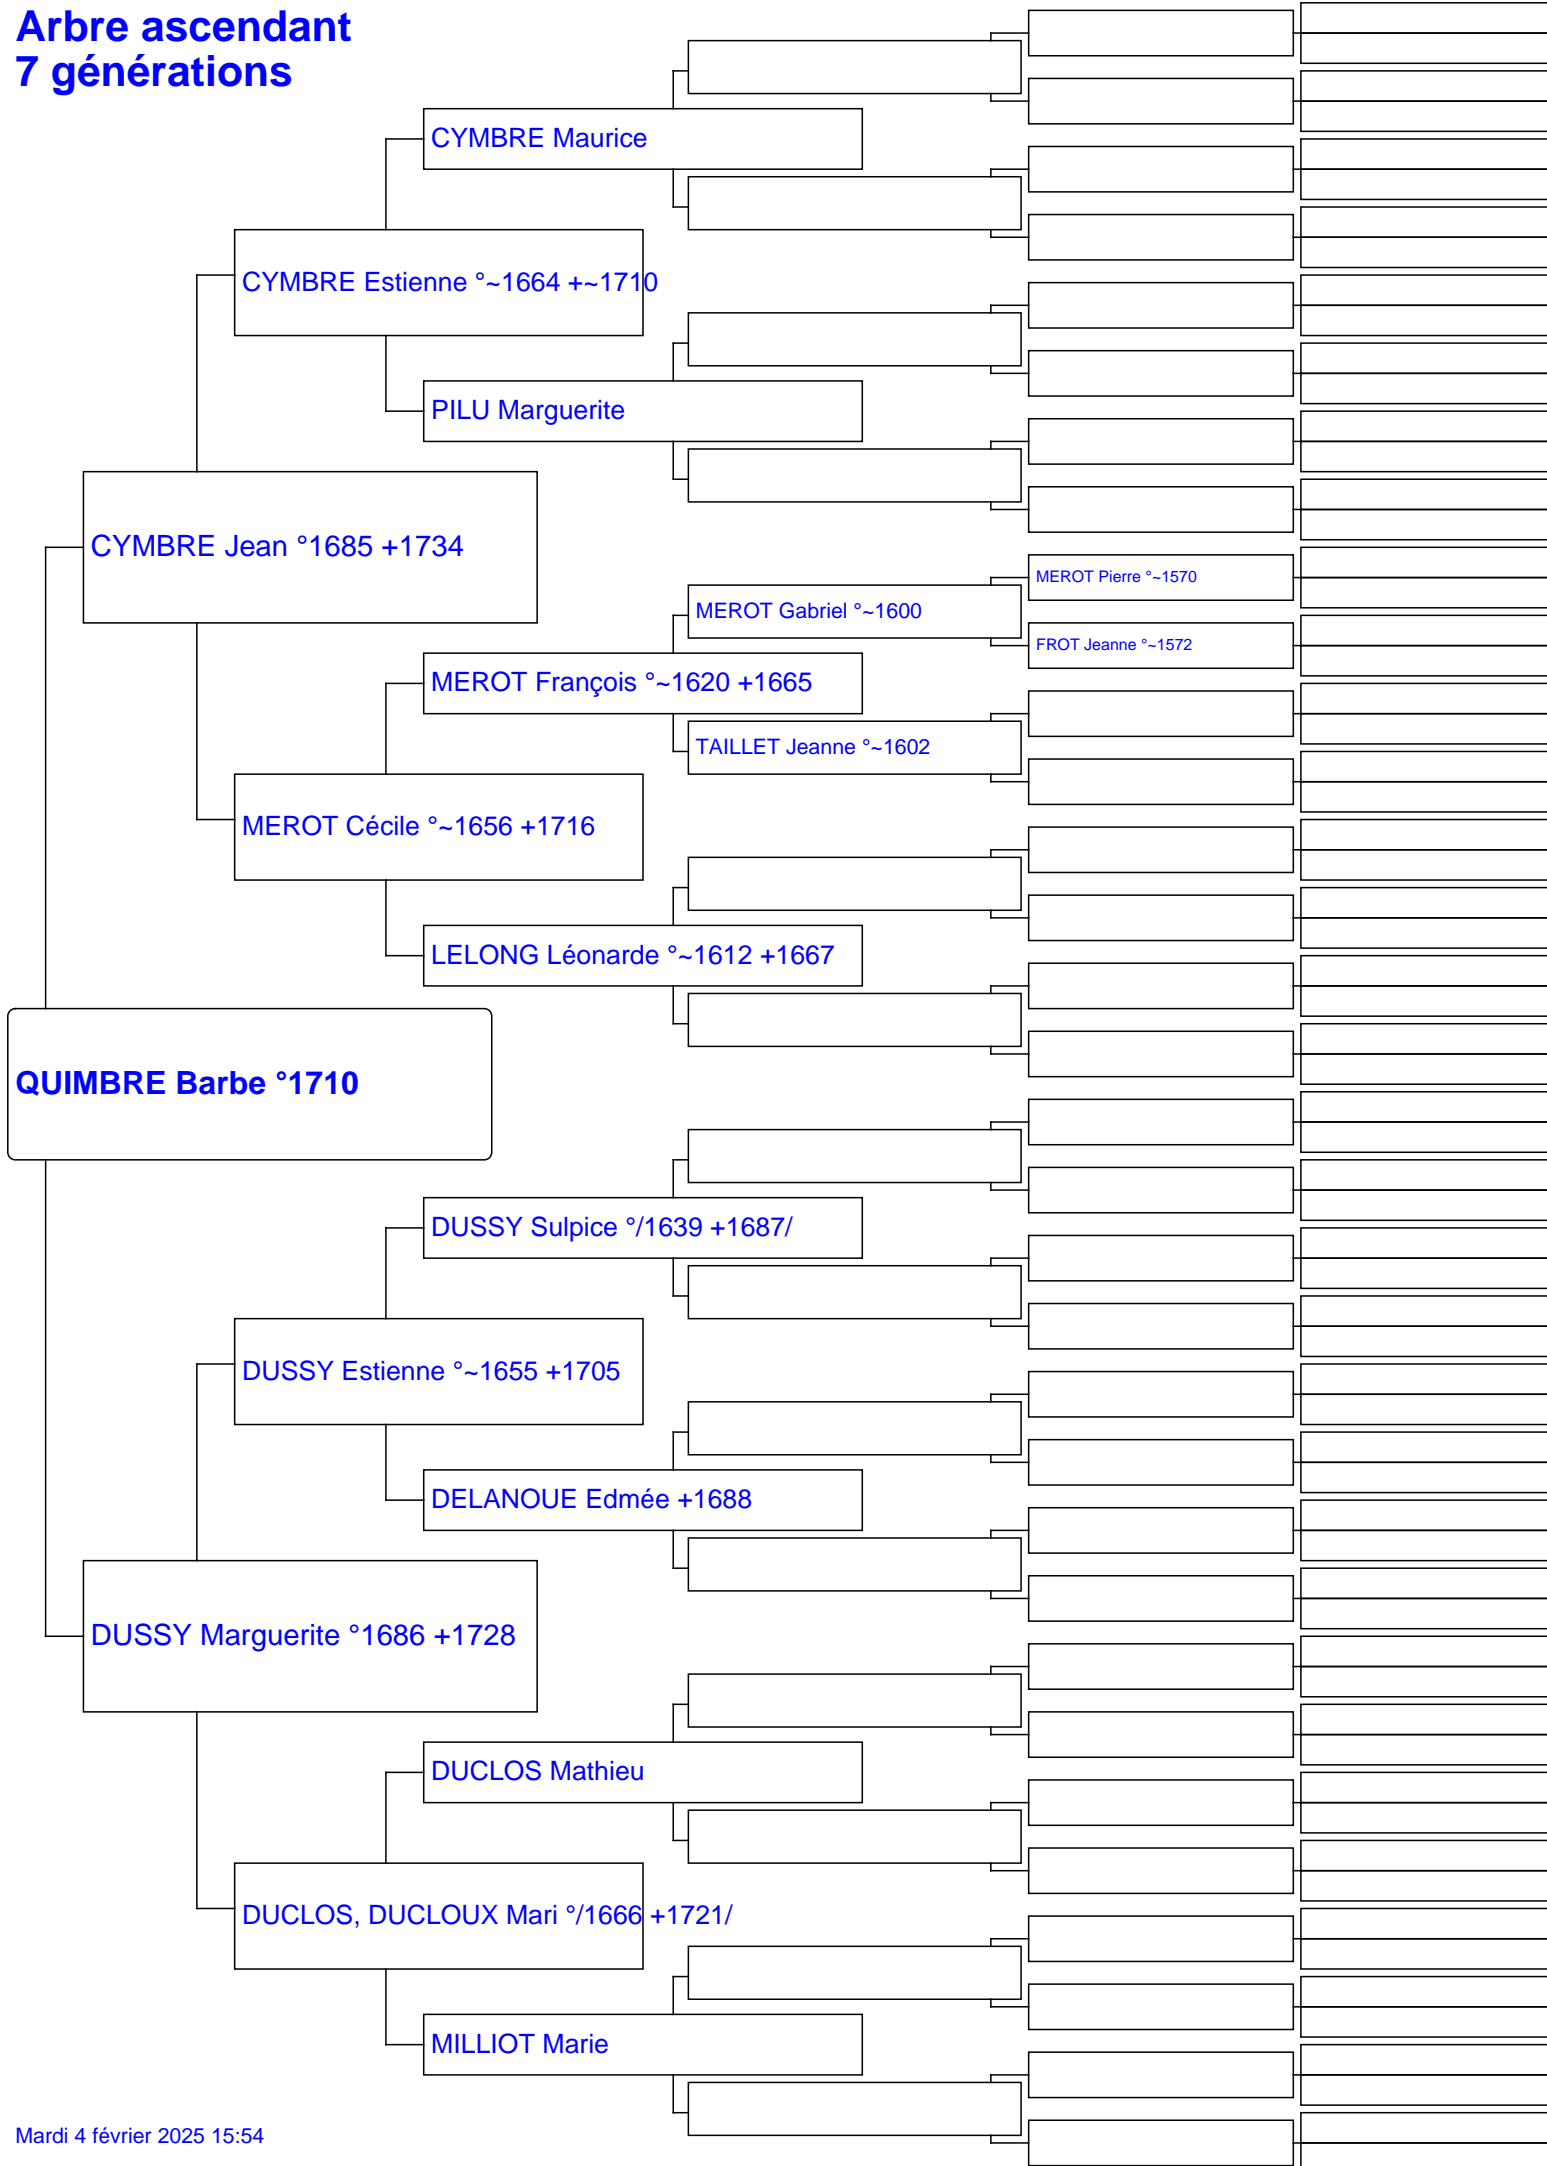 Arbre ascendant
7 générations
CYMBRE Maurice
CYMBRE Estienne °~1664 +~1710
PILU Marguerite
CYMBRE Jean °1685 +1734
MEROT Pierre °~1570
MEROT Gabriel °~1600
FROT Jeanne °~1572
MEROT François °~1620 +1665
TAILLET Jeanne °~1602
MEROT Cécile °~1656 +1716
LELONG Léonarde °~1612 +1667
QUIMBRE Barbe °1710
DUSSY Sulpice °/1639 +1687/
DUSSY Estienne °~1655 +1705
DELANOUE Edmée +1688
DUSSY Marguerite °1686 +1728
DUCLOS Mathieu
DUCLOS, DUCLOUX Mari °/1666 +1721/
MILLIOT Marie
Mardi 4 février 2025 15:54